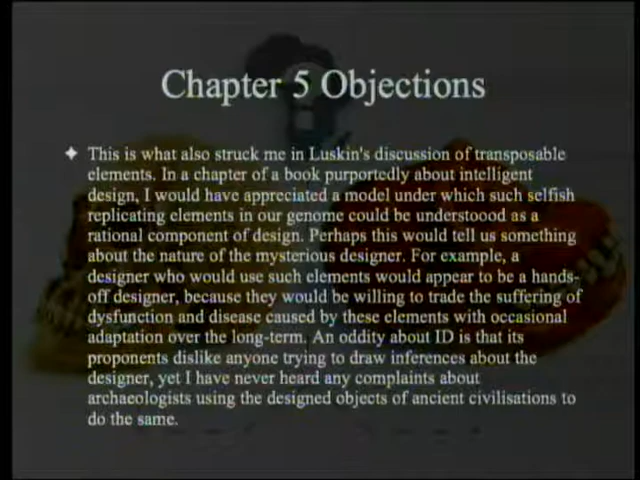 Chapter 5 Objections
✦ This is what also struck me in Luskin's discussion of transposable
elements. In a chapter of a book purportedly about intelligent
design, I would have appreciated a model under which such selfish
replicating elements in our genome could be understoood as a
rational component of design. Perhaps this would tell us something
about the nature of the mysterious designer. For example, a
designer who would use such elements would appear to be a hands-
off designer, because they would be willing to trade the suffering of
dysfunction and disease caused by these elements with occasional
adaptation over the long-term. An oddity about ID is that its
proponents dislike anyone trying to draw inferences about the
designer, yet I have never heard any complaints about
archaeologists using the designed objects of ancient civilisations to
do the same.